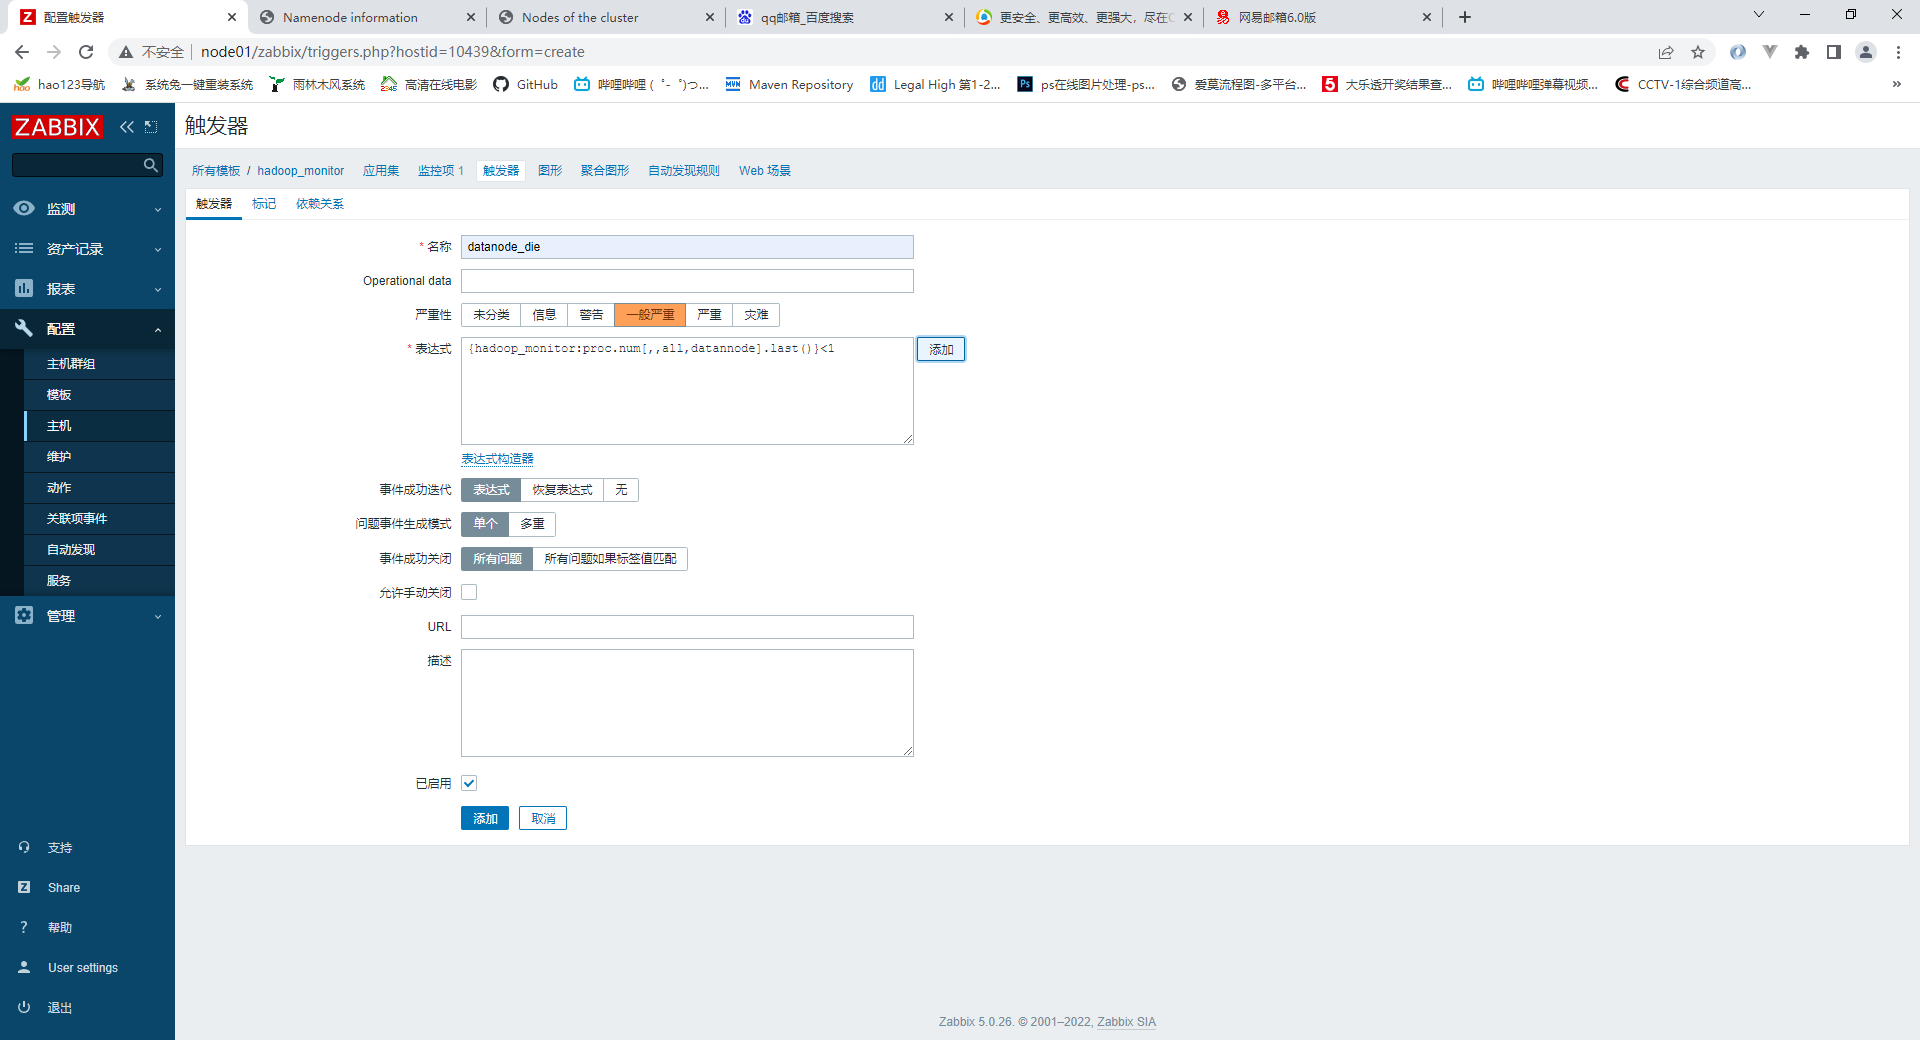 配置触发器
Namenode information
Nodes of the cluster
qq邮箱_百度搜索
更安全、更高效、更强大，尽在C
网易邮箱6.0版
不安全 node01/zabbix/triggers.php?hostid=10439&form=create
hao123导航
系统兔一键重装系统
雨林木风系统
高清在线电影
GitHub
哔哩哔哩 ( ゜- ゜)つ...
Maven Repository
Legal High 第1-2...
ps在线图片处理-ps...
爱莫流程图-多平台...
大乐透开奖结果查...
哔哩哔哩弹幕视频...
CCTV-1综合频道高...
ZABBIX
监测
资产记录
报表
配置
主机群组
模板
主机
维护
动作
关联项事件
自动发现
服务
管理
支持
Share
帮助
User settings
退出
触发器
所有模板 / hadoop_monitor 应用集 监控项 1 触发器 图形 聚合图形 自动发现规则 Web 场景
触发器 标记 依赖关系
* 名称 datanode_die
Operational data
严重性 未分类 信息 警告 一般严重 严重 灾难
* 表达式 {hadoop_monitor:proc.num[,,all,datannode].last()}<1 添加
表达式构造器
事件成功迭代 表达式 恢复表达式 无
问题事件生成模式 单个 多重
事件成功关闭 所有问题 所有问题如果标签值匹配
允许手动关闭
URL
描述
已启用
添加 取消
Zabbix 5.0.26. © 2001–2022, Zabbix SIA